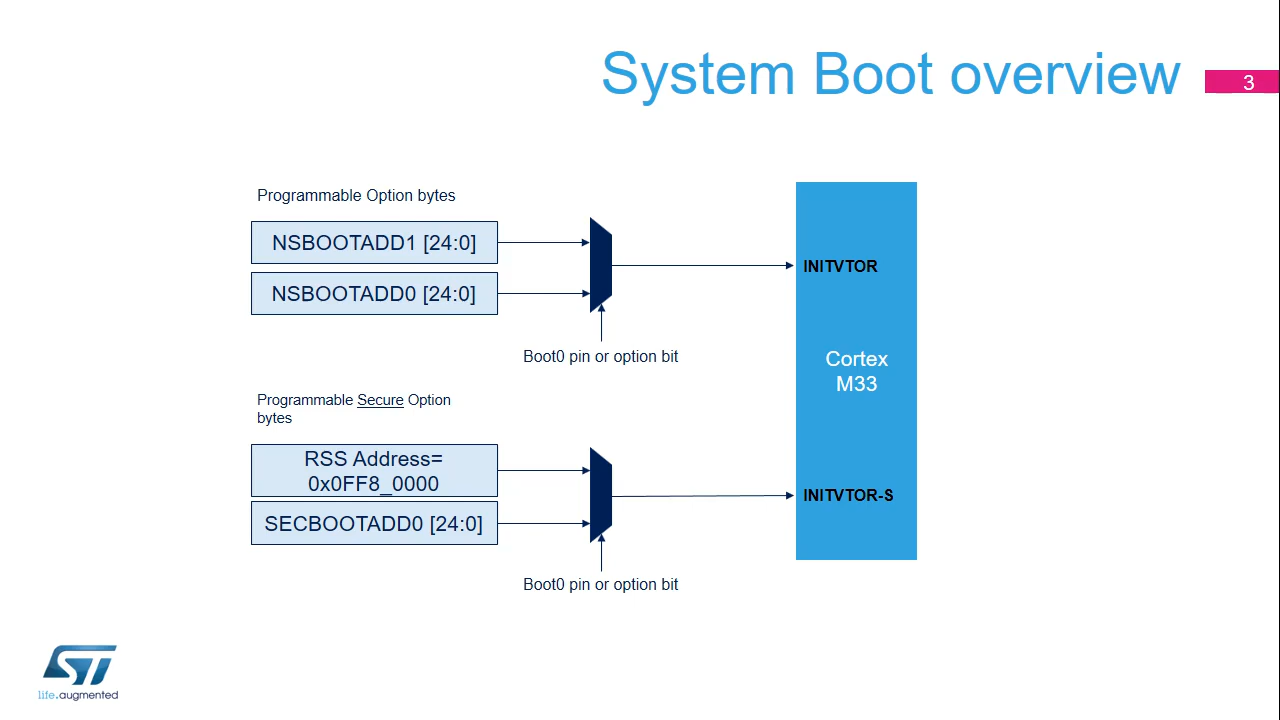 System Boot overview
3
Programmable Option bytes
NSBOOTADD1 [24:0]
NSBOOTADD0 [24:0]
Boot0 pin or option bit
INITVTOR
Cortex
M33
Programmable Secure Option
bytes
RSS Address=
0x0FF8_0000
SECBOOTADD0 [24:0]
Boot0 pin or option bit
INITVTOR-S
ST
life.augmented